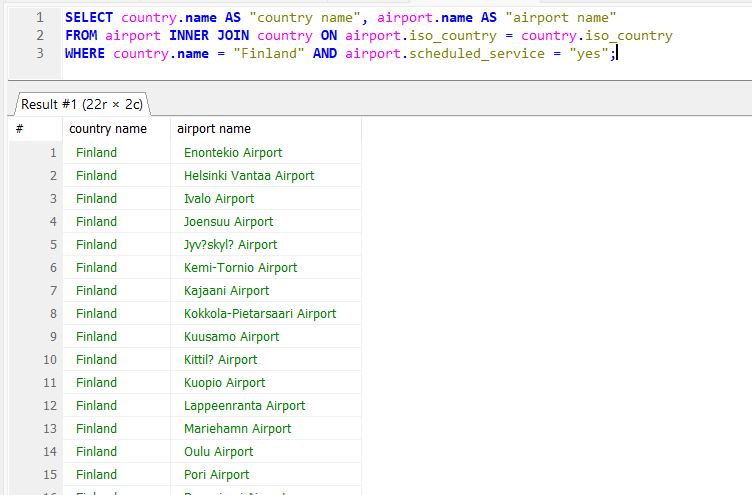 1 SELECT country.name AS "country name", airport.name AS "airport name"
2 FROM airport INNER JOIN country ON airport.iso_country = country.iso_country
3 WHERE country.name = "Finland" AND airport.scheduled_service = "yes";
Result #1 (22r × 2c)
# country name airport name
1 Finland Enontekio Airport
2 Finland Helsinki Vantaa Airport
3 Finland Ivalo Airport
4 Finland Joensuu Airport
5 Finland Jyv?skyl? Airport
6 Finland Kemi-Tornio Airport
7 Finland Kajaani Airport
8 Finland Kokkola-Pietarsaari Airport
9 Finland Kuusamo Airport
10 Finland Kittil? Airport
11 Finland Kuopio Airport
12 Finland Lappeenranta Airport
13 Finland Mariehamn Airport
14 Finland Oulu Airport
15 Finland Pori Airport